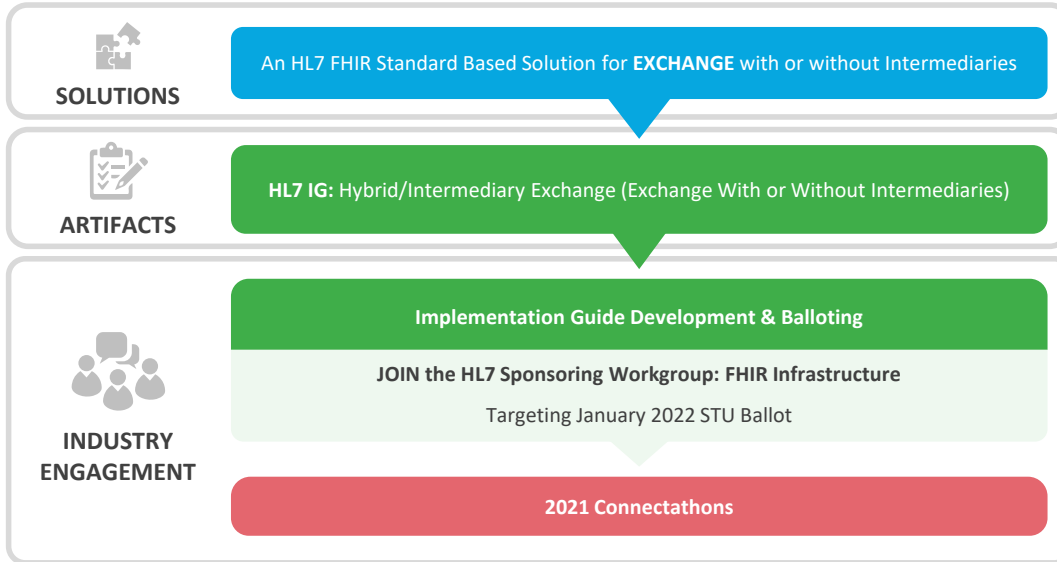 SOLUTIONS
An HL7 FHIR Standard Based Solution for EXCHANGE with or without Intermediaries
ARTIFACTS
HL7 IG: Hybrid/Intermediary Exchange (Exchange With or Without Intermediaries)
INDUSTRY
ENGAGEMENT
Implementation Guide Development & Balloting
JOIN the HL7 Sponsoring Workgroup: FHIR Infrastructure
Targeting January 2022 STU Ballot
2021 Connectathons